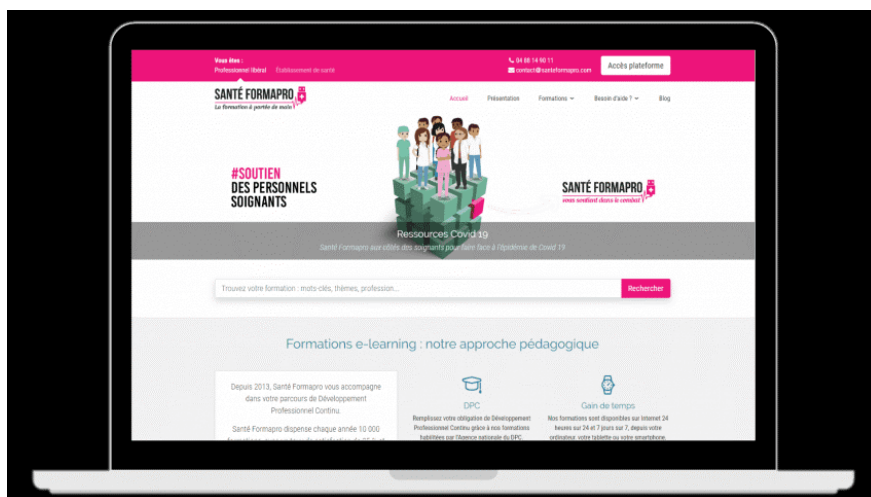 Vous êtes :
Professionnel libéral Établissement de santé
04 88 14 90 11
contact@santeformapro.com
Accès plateforme
SANTÉ FORMAPRO
La formation à portée de main !
Accueil Présentation Formations Besoin d'aide ? Blog
#SOUTIEN
DES PERSONNELS
SOIGNANTS
SANTÉ FORMAPRO
vous soutient dans le combat !
Ressources Covid 19
Santé Formapro aux côtés des soignants pour faire face à l'épidémie de Covid 19
Trouvez votre formation : mots-clés, thèmes, profession...
Rechercher
Formations e-learning : notre approche pédagogique
Depuis 2013, Santé Formapro vous accompagne
dans votre parcours de Développement
Professionnel Continu.
Santé Formapro dispense chaque année 10 000
DPC
Remplissez votre obligation de Développement
Professionnel Continu grâce à nos formations
habilitées par l'Agence nationale du DPC.
Gain de temps
Nos formations sont disponibles sur Internet 24
heures sur 24 et 7 jours sur 7, depuis votre
ordinateur, votre tablette ou votre smartphone.